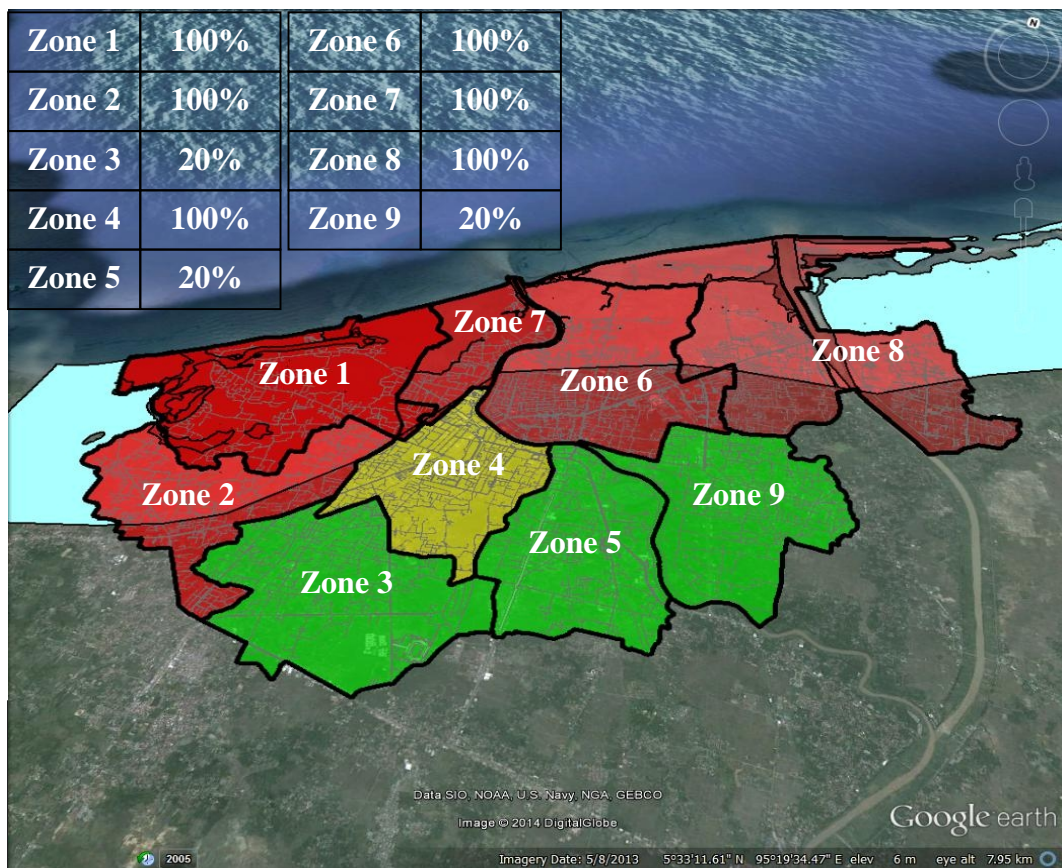 Zone 1 100% Zone 6 100%
Zone 2 100% Zone 7 100%
Zone 3 20% Zone 8 100%
Zone 4 100% Zone 9 20%
Zone 5 20%
N
Zone 7
Zone 8
Zone 1
Zone 6
Zone 4
Zone 2
Zone 9
Zone 5
Zone 3
Data SIO, NOAA, U.S. Navy, NGA, GEBCO
Image © 2014 DigitalGlobe
Google earth
2005 Imagery Date: 5/8/2013 5°33'11.61" N 95°19'34.47" E elev 6 m eye alt 7.95 km